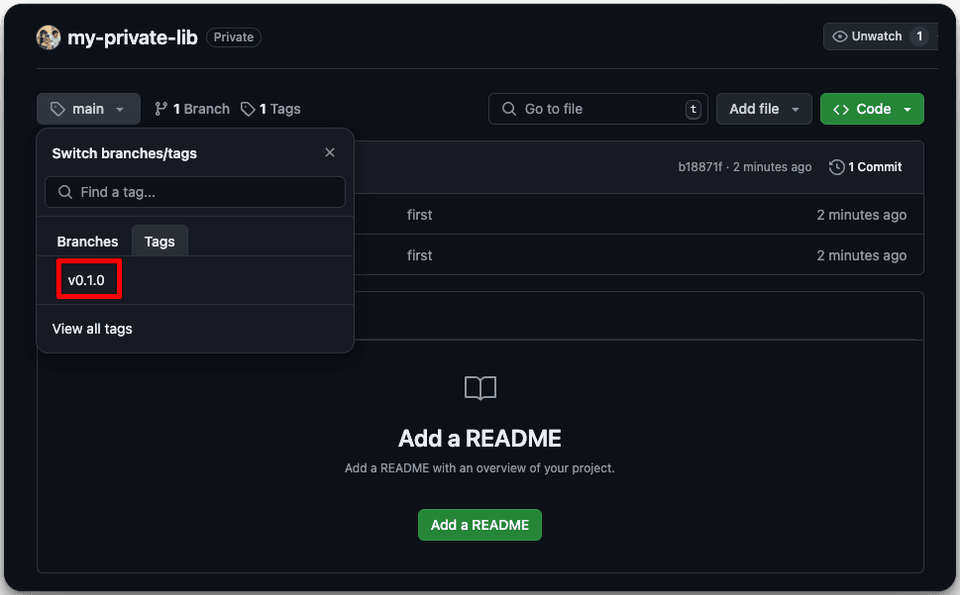 my-private-lib Private Unwatch 1
main 1 Branch 1 Tags Go to file t Add file Code
Switch branches/tags
Find a tag...
Branches Tags
v0.1.0
View all tags
b18871f · 2 minutes ago 1 Commit
first 2 minutes ago
first 2 minutes ago
Add a README
Add a README with an overview of your project.
Add a README